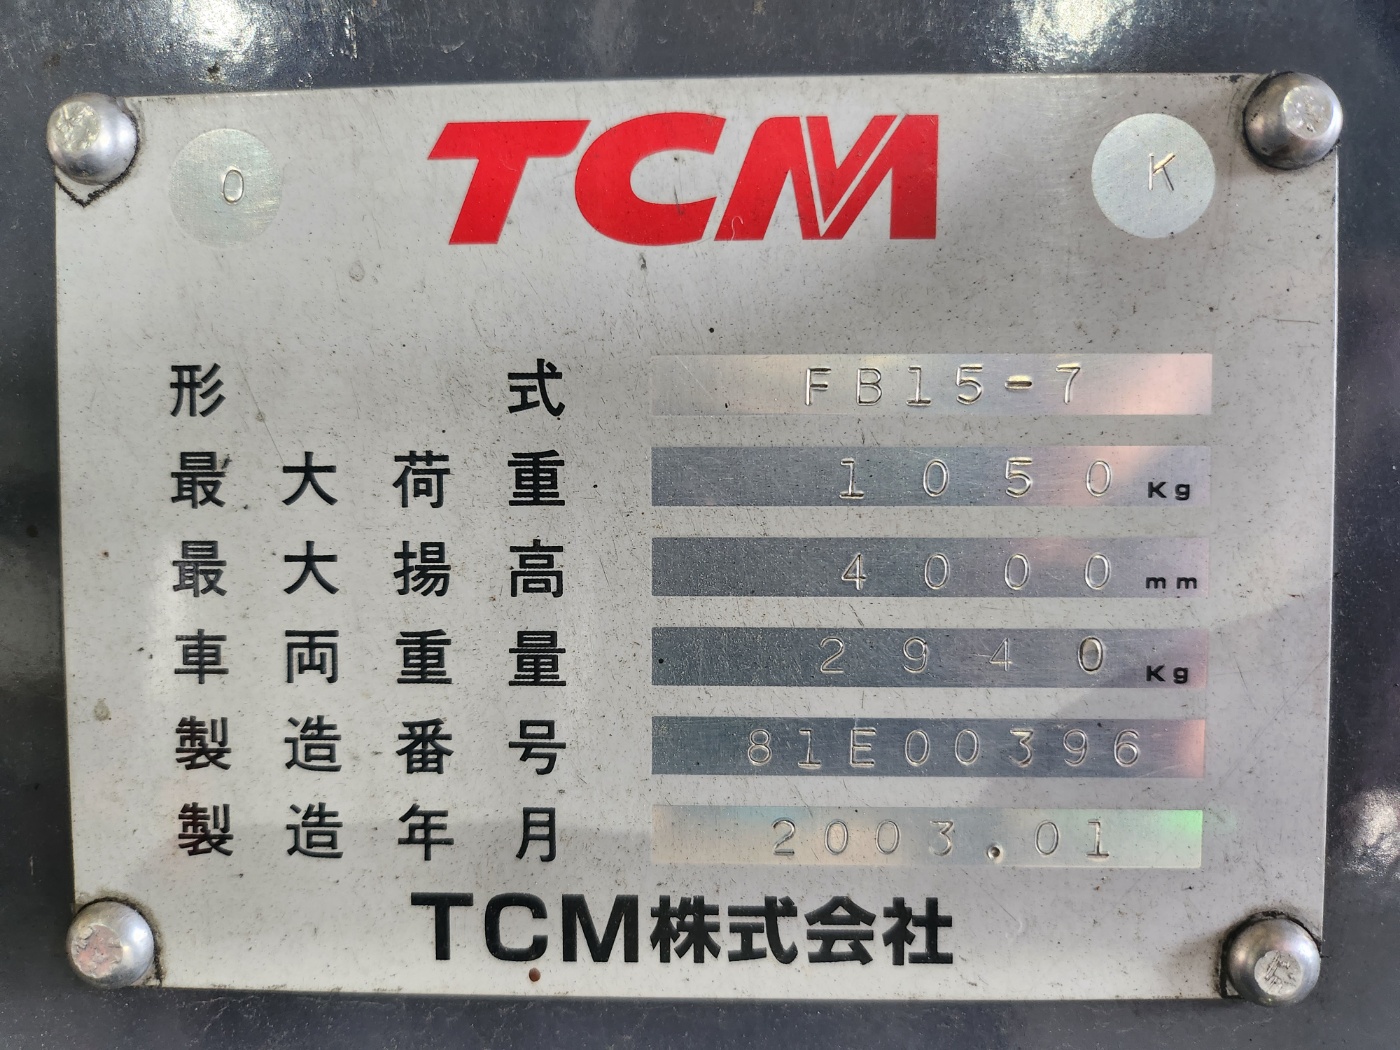 O TCM K
形式 FB15-7
最大荷重 1050 Kg
最大揚高 4000 mm
車両重量 2940 Kg
製造番号 81E00396
製造年月 2003.01
TCM株式会社